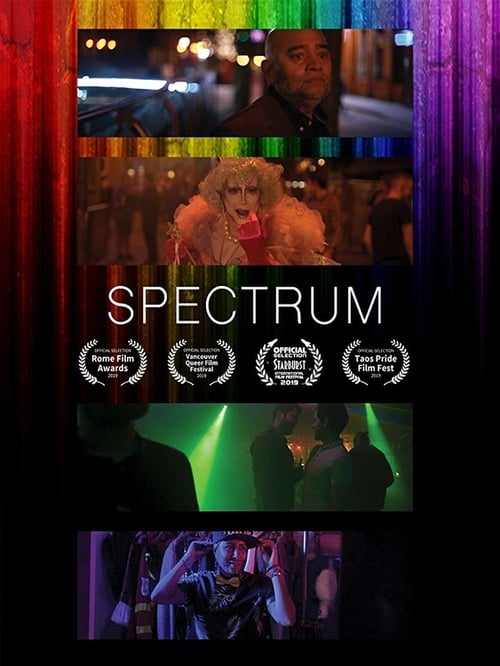 SPECTRUM
OFFICIAL SELECTION
Rome Film
Awards
2019
OFFICIAL SELECTION
Vancouver
Queer Film
Festival
2019
OFFICIAL
SELECTION
STARBURST
INTERNATIONAL
FILM FESTIVAL
2019
OFFICIAL SELECTION
Taos Pride
Film Fest
2019